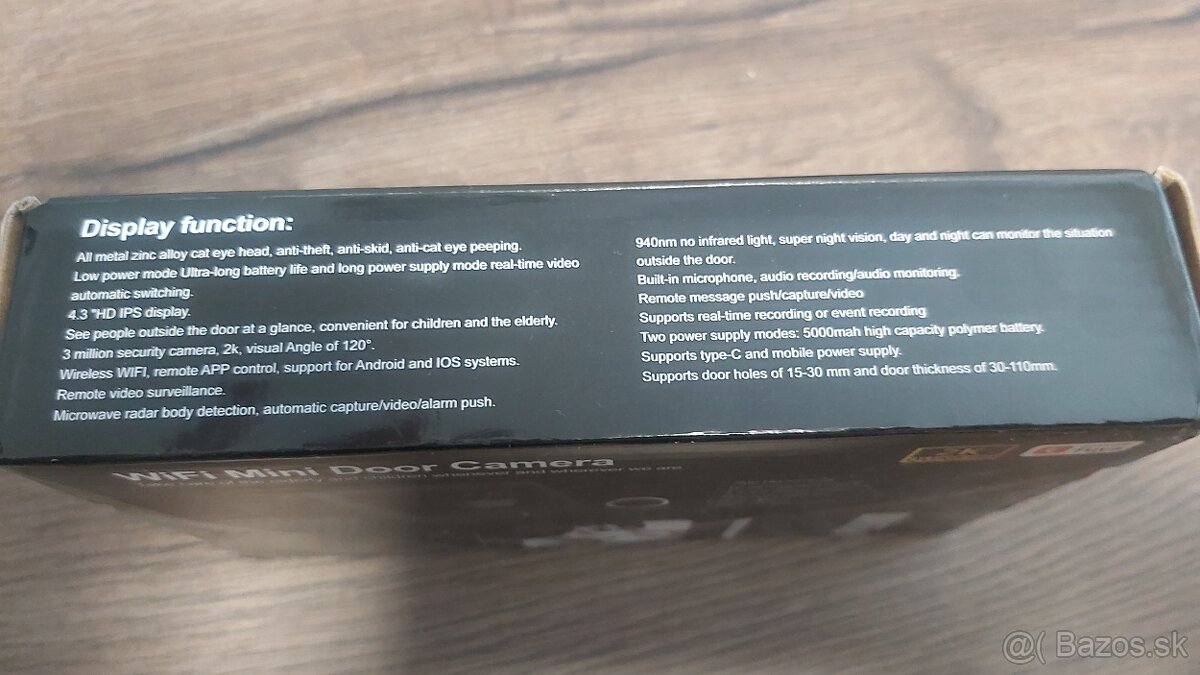 Display function:
All metal zinc alloy cat eye head, anti-theft, anti-skid, anti-cat eye peeping.
Low power mode Ultra-long battery life and long power supply mode real-time video
automatic switching.
4.3 "HD IPS display.
See people outside the door at a glance, convenient for children and the elderly.
3 million security camera, 2k, visual Angle of 120°.
Wireless WIFI, remote APP control, support for Android and IOS systems.
Remote video surveillance.
Microwave radar body detection, automatic capture/video/alarm push.
940nm no infrared light, super night vision, day and night can monitor the situation
outside the door.
Built-in microphone, audio recording/audio monitoring.
Remote message push/capture/video
Supports real-time recording or event recording
Two power supply modes: 5000mah high capacity polymer battery.
Supports type-C and mobile power supply.
Supports door holes of 15-30 mm and door thickness of 30-110mm.
WiFi Mini Door Camera
and children whenever and wherever we are
2K
@( Bazos.sk